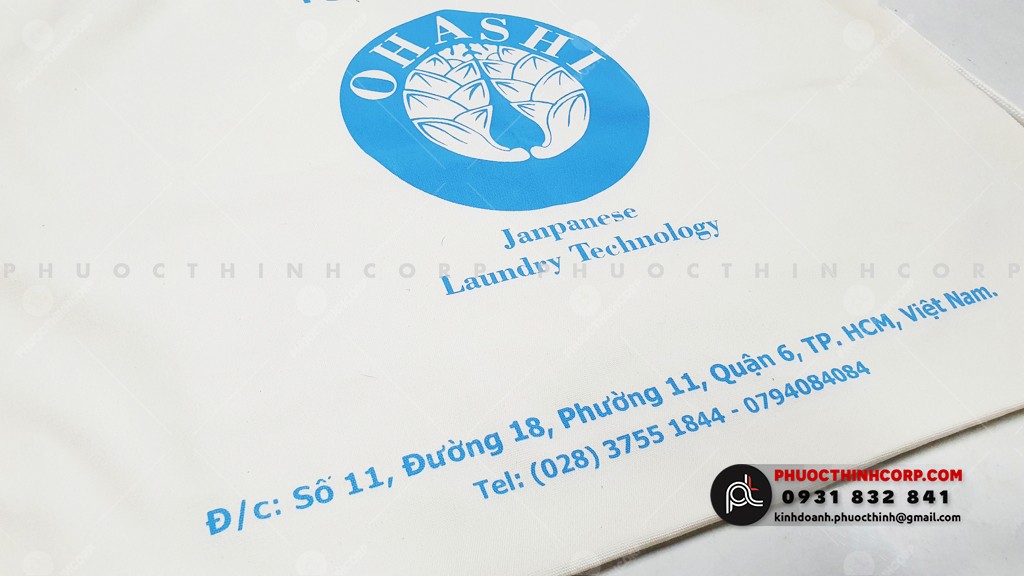 OHASHI
Janpanese
Laundry Technology
PHUOCTHINHCORP PHUOCTHINHCORP
Đ/c: Số 11, Đường 18, Phường 11, Quận 6, TP. HCM, Việt Nam.
Tel: (028) 3755 1844 - 0794084084
PHUOCTHINHCORP.COM
0931 832 841
kinhdoanh.phuocthinh@gmail.com